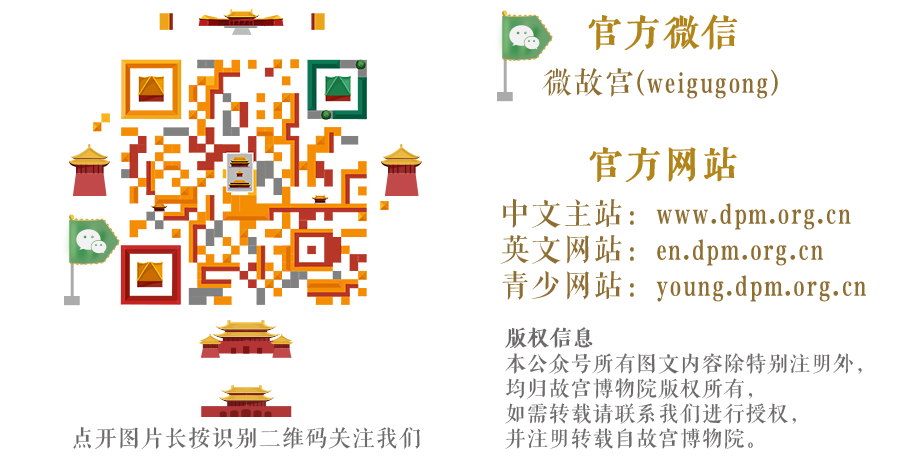 官方微信
微故宫(weigugong)
官方网站
中文主站：www.dpm.org.cn
英文网站：en.dpm.org.cn
青少网站：young.dpm.org.cn
版权信息
本公众号所有图文内容除特别注明外，
均归故宫博物院版权所有，
如需转载请联系我们进行授权，
并注明转载自故宫博物院。
点开图片长按识别二维码关注我们